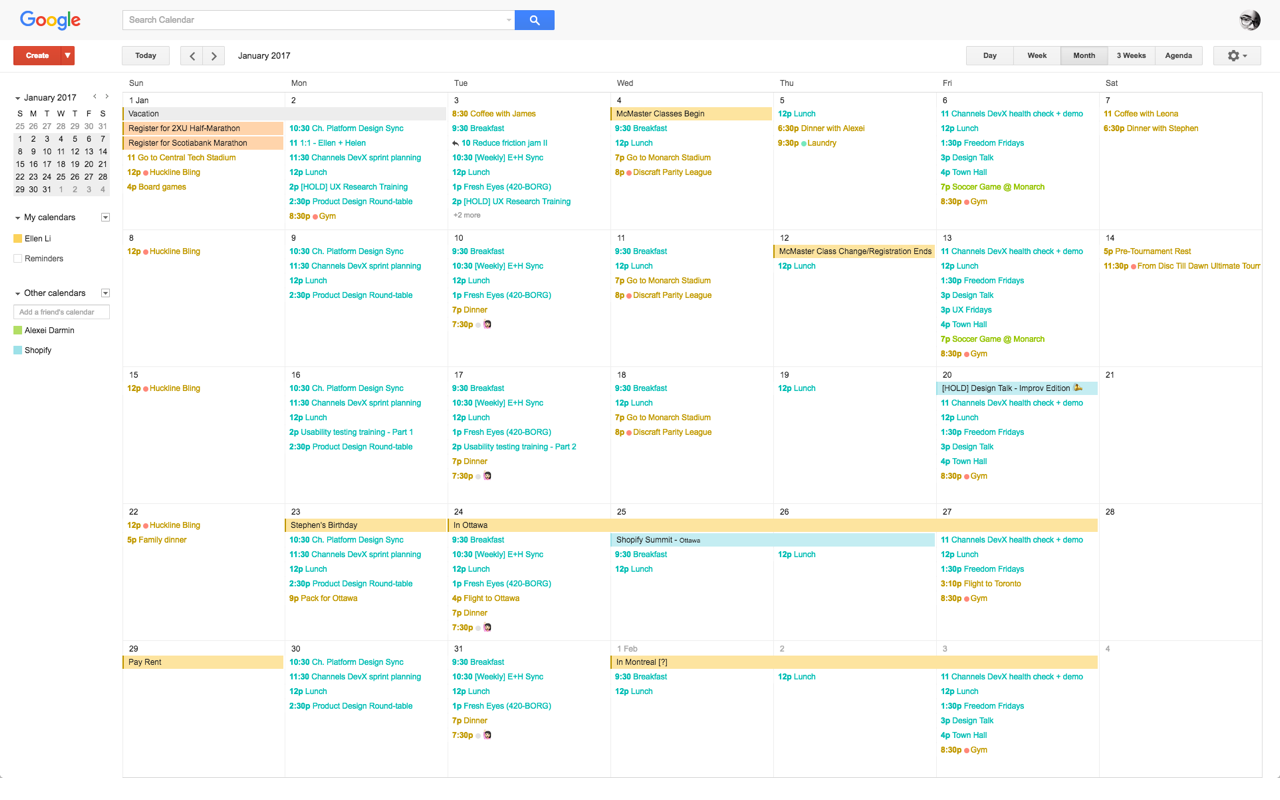 Google
Search Calendar
Create
Today
January 2017
Day
Week
Month
3 Weeks
Agenda
January 2017
S M T W T F S
25 26 27 28 29 30 31
1 2 3 4 5 6 7
8 9 10 11 12 13 14
15 16 17 18 19 20 21
22 23 24 25 26 27 28
29 30 31 1 2 3 4
My calendars
Ellen Li
Reminders
Other calendars
Add a friend's calendar
Alexei Darmin
Shopify
Sun Mon Tue Wed Thu Fri Sat
1 Jan
Vacation
Register for 2XU Half-Marathon
Register for Scotiabank Marathon
11 Go to Central Tech Stadium
12p Huckline Bling
4p Board games
2
10:30 Ch. Platform Design Sync
11 1:1 - Ellen + Helen
11:30 Channels DevX sprint planning
12p Lunch
2p [HOLD] UX Research Training
2:30p Product Design Round-table
8:30p Gym
3
8:30 Coffee with James
9:30 Breakfast
10 Reduce friction jam II
10:30 [Weekly] E+H Sync
12p Lunch
1p Fresh Eyes (420-BORG)
2p [HOLD] UX Research Training
+2 more
4
McMaster Classes Begin
9:30 Breakfast
12p Lunch
7p Go to Monarch Stadium
8p Discraft Parity League
5
12p Lunch
6:30p Dinner with Alexei
9:30p Laundry
6
11 Channels DevX health check + demo
12p Lunch
1:30p Freedom Fridays
3p Design Talk
4p Town Hall
7p Soccer Game @ Monarch
8:30p Gym
7
11 Coffee with Leona
6:30p Dinner with Stephen
8
12p Huckline Bling
9
10:30 Ch. Platform Design Sync
11:30 Channels DevX sprint planning
12p Lunch
2:30p Product Design Round-table
10
9:30 Breakfast
10:30 [Weekly] E+H Sync
12p Lunch
1p Fresh Eyes (420-BORG)
7p Dinner
7:30p
11
9:30 Breakfast
12p Lunch
7p Go to Monarch Stadium
8p Discraft Parity League
12
McMaster Class Change/Registration Ends
12p Lunch
13
11 Channels DevX health check + demo
12p Lunch
1:30p Freedom Fridays
3p Design Talk
3p UX Fridays
4p Town Hall
7p Soccer Game @ Monarch
8:30p Gym
14
5p Pre-Tournament Rest
11:30p From Disc Till Dawn Ultimate Tourr
15
12p Huckline Bling
16
10:30 Ch. Platform Design Sync
11:30 Channels DevX sprint planning
12p Lunch
2p Usability testing training - Part 1
2:30p Product Design Round-table
17
9:30 Breakfast
10:30 [Weekly] E+H Sync
12p Lunch
1p Fresh Eyes (420-BORG)
2p Usability testing training - Part 2
7p Dinner
7:30p
18
9:30 Breakfast
12p Lunch
7p Go to Monarch Stadium
8p Discraft Parity League
19
12p Lunch
20
[HOLD] Design Talk - Improv Edition
11 Channels DevX health check + demo
12p Lunch
1:30p Freedom Fridays
3p Design Talk
4p Town Hall
8:30p Gym
21
22
12p Huckline Bling
5p Family dinner
23
Stephen's Birthday
10:30 Ch. Platform Design Sync
11:30 Channels DevX sprint planning
12p Lunch
2:30p Product Design Round-table
9p Pack for Ottawa
24
In Ottawa
9:30 Breakfast
10:30 [Weekly] E+H Sync
12p Lunch
1p Fresh Eyes (420-BORG)
4p Flight to Ottawa
7p Dinner
7:30p
25
Shopify Summit - Ottawa
9:30 Breakfast
12p Lunch
26
12p Lunch
27
11 Channels DevX health check + demo
12p Lunch
1:30p Freedom Fridays
3:10p Flight to Toronto
8:30p Gym
28
29
Pay Rent
30
10:30 Ch. Platform Design Sync
11:30 Channels DevX sprint planning
12p Lunch
2:30p Product Design Round-table
31
9:30 Breakfast
10:30 [Weekly] E+H Sync
12p Lunch
1p Fresh Eyes (420-BORG)
7p Dinner
7:30p
1 Feb
In Montreal [?]
9:30 Breakfast
12p Lunch
2
12p Lunch
3
11 Channels DevX health check + demo
12p Lunch
1:30p Freedom Fridays
3p Design Talk
4p Town Hall
8:30p Gym
4